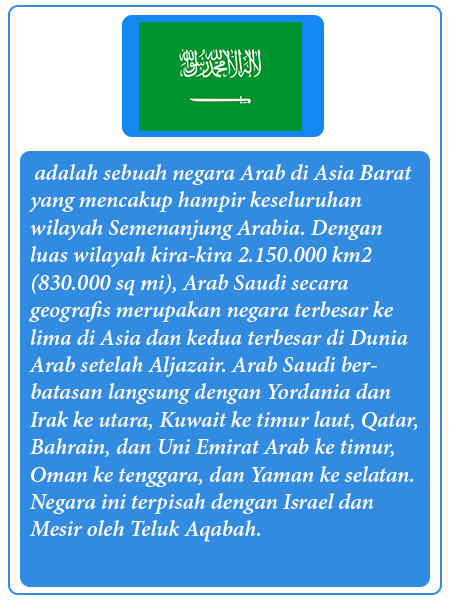 لا إله إلا الله محمد رسول الله
adalah sebuah negara Arab di Asia Barat
yang mencakup hampir keseluruhan
wilayah Semenanjung Arabia. Dengan
luas wilayah kira-kira 2.150.000 km2
(830.000 sq mi), Arab Saudi secara
geografis merupakan negara terbesar ke
lima di Asia dan kedua terbesar di Dunia
Arab setelah Aljazair. Arab Saudi ber-
batasan langsung dengan Yordania dan
Irak ke utara, Kuwait ke timur laut, Qatar,
Bahrain, dan Uni Emirat Arab ke timur,
Oman ke tenggara, dan Yaman ke selatan.
Negara ini terpisah dengan Israel dan
Mesir oleh Teluk Aqabah.